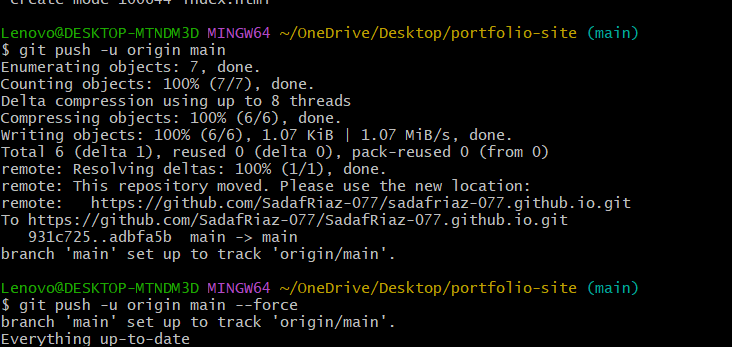 create mode 100644 index.html
Lenovo@DESKTOP-MTNDM3D MINGW64 ~/OneDrive/Desktop/portfolio-site (main)
$ git push -u origin main
Enumerating objects: 7, done.
Counting objects: 100% (7/7), done.
Delta compression using up to 8 threads
Compressing objects: 100% (6/6), done.
Writing objects: 100% (6/6), 1.07 KiB | 1.07 MiB/s, done.
Total 6 (delta 1), reused 0 (delta 0), pack-reused 0 (from 0)
remote: Resolving deltas: 100% (1/1), done.
remote: This repository moved. Please use the new location:
remote:   https://github.com/SadafRiaz-077/sadafriaz-077.github.io.git
To https://github.com/SadafRiaz-077/SadafRiaz-077.github.io.git
   931c725..adbfa5b  main -> main
branch 'main' set up to track 'origin/main'.
Lenovo@DESKTOP-MTNDM3D MINGW64 ~/OneDrive/Desktop/portfolio-site (main)
$ git push -u origin main --force
branch 'main' set up to track 'origin/main'.
Everything up-to-date